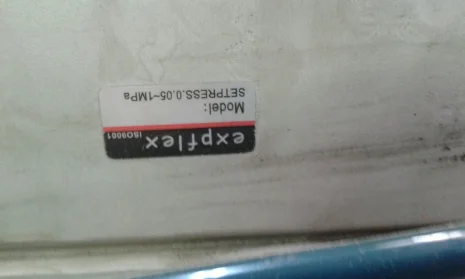 expflex ISO9001
Model:
SETPRESS.0.05~1MPa